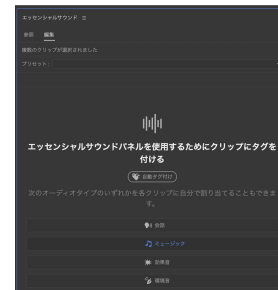 エッセンシャルサウンド ≡
参照 編集
複数のクリップが選択されました
プリセット :
エッセンシャルサウンドパネルを使用するためにクリップにタグを
付ける
自動タグ付け
次のオーディオタイプのいずれかを各クリップに自分で割り当てることもできま
す。
会話
ミュージック
効果音
環境音